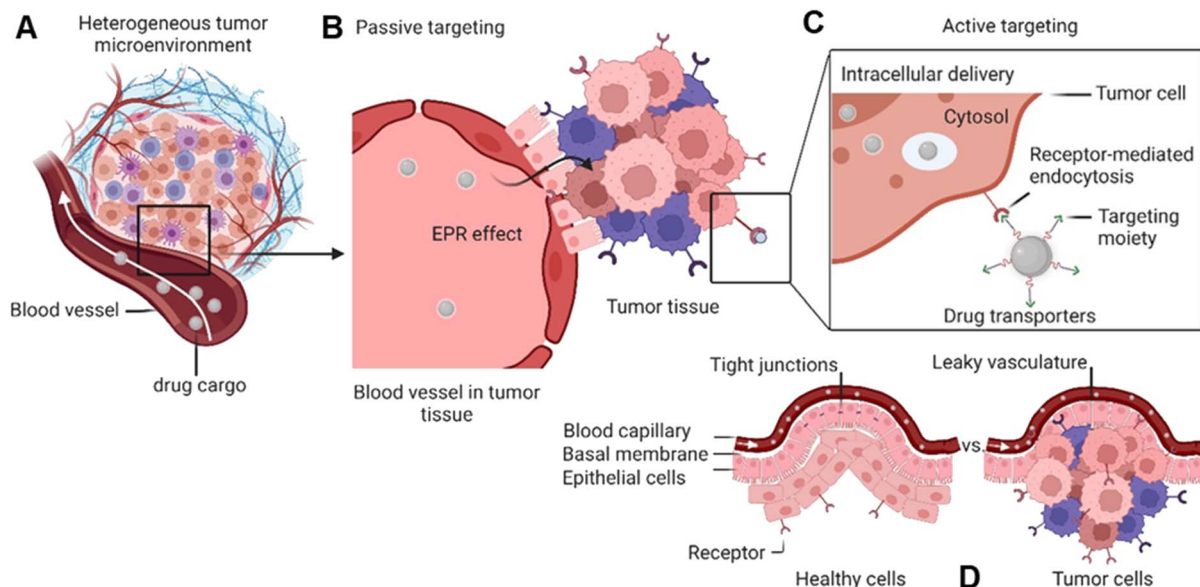 A
Heterogeneous tumor
microenvironment
Blood vessel
drug cargo
B
Passive targeting
EPR effect
Tumor tissue
Blood vessel in tumor
tissue
C
Active targeting
Intracellular delivery
Tumor cell
Cytosol
Receptor-mediated
endocytosis
Targeting
moiety
Drug transporters
Tight junctions
Leaky vasculature
Blood capillary
Basal membrane
Epithelial cells
vs.
Receptor
Healthy cells
D
Tumor cells